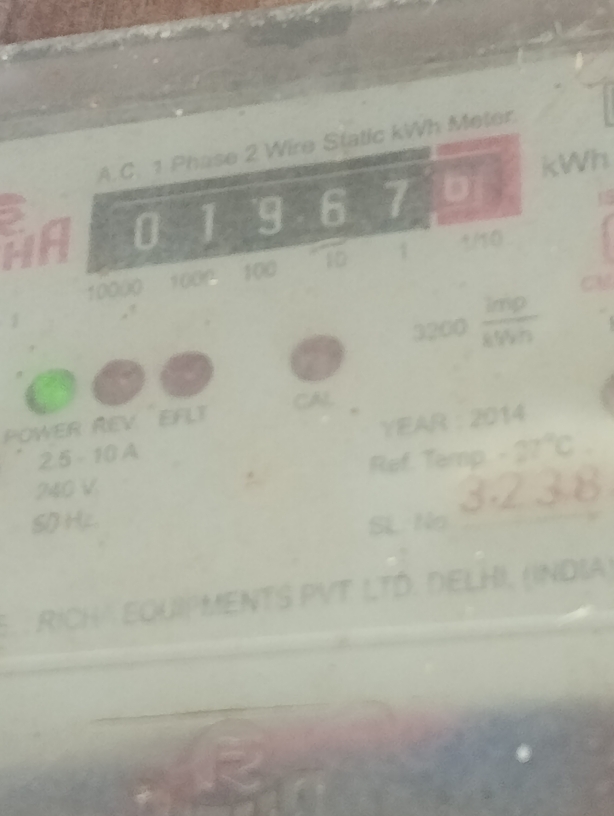 A.C. 1 Phase 2 Wire Static kWh Meter
0 1 9 6 7 6 kWh
10000 1000 100 10 1 1/10
3200 imp
kWh
POWER REV EFLT CAL
2.5 - 10 A
240 V.
50 Hz.
YEAR : 2014
Ref. Temp - 27°C
SL. No. 3238
RICHA EQUIPMENTS PVT LTD. DELHI, (INDIA